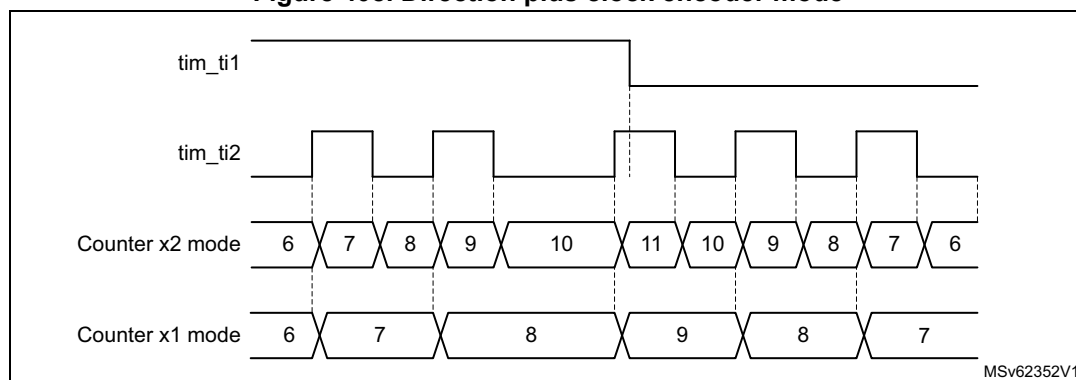 Figure 408. Direction plus clock encoder mode
tim_ti1
tim_ti2
Counter x2 mode 6 7 8 9 10 11 10 9 8 7 6
Counter x1 mode 6 7 8 9 8 7
MSv62352V1